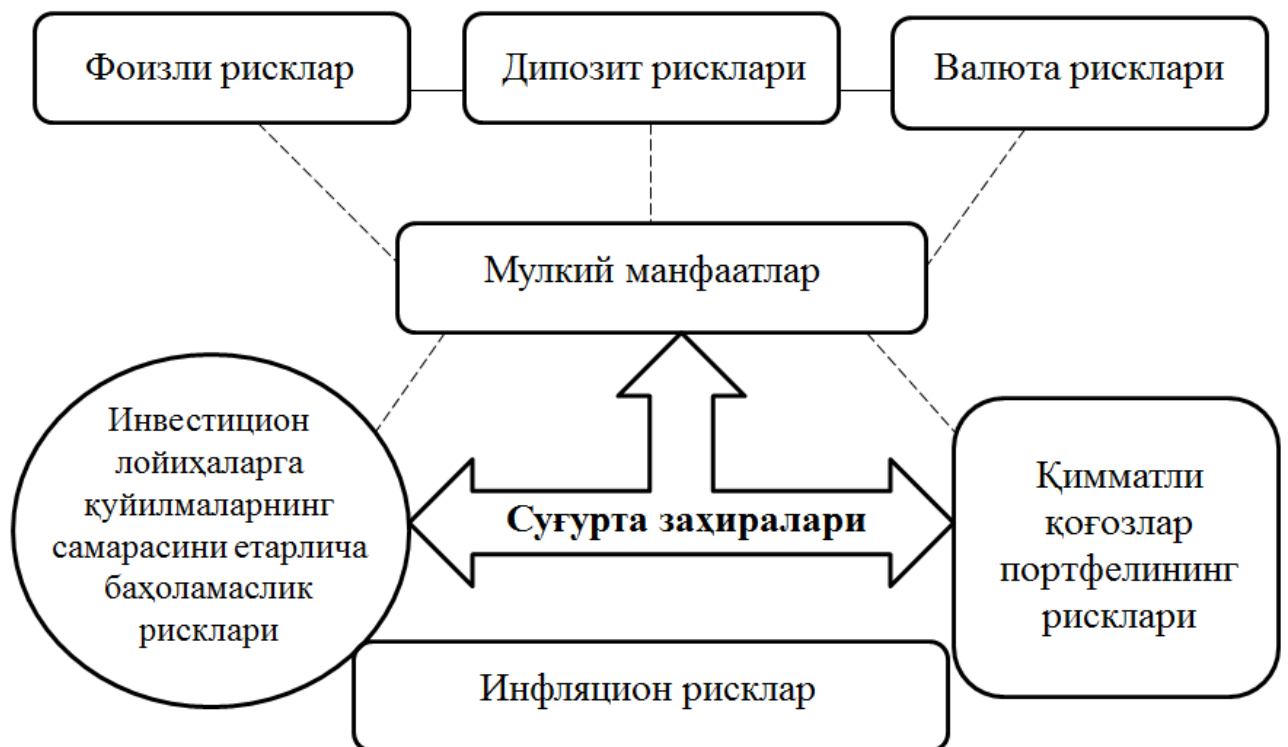 Фоизли рисклар
Дипозит рисклари
Валюта рисклари
Мулкий манфаатлар
Инвестицион
лойиҳаларга
қуйилмаларнинг
самарасини етарлича
баҳоламаслик
рисклари
Суғурта заҳиралари
Қимматли
қоғозлар
портфелининг
рисклари
Инфляцион рисклар